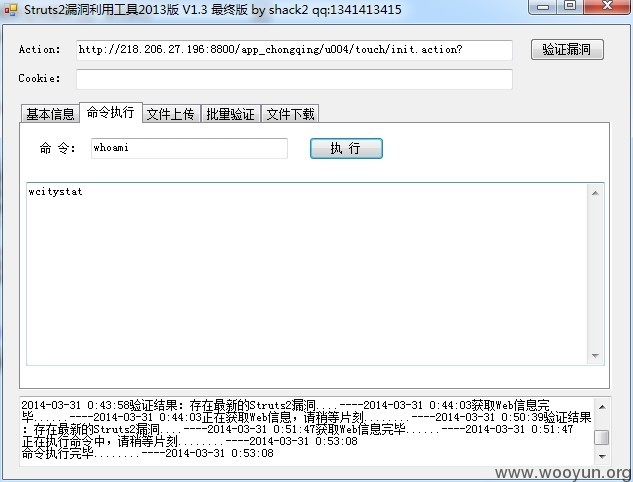 Struts2漏洞利用工具2013版 V1.3 最终版 by shack2 qq:1341413415
Action: http://218.206.27.196:8800/app_chongqing/u004/touch/init.action? 验证漏洞
Cookie:
基本信息 命令执行 文件上传 批量验证 文件下载
命 令: whoami 执 行
wcitystat
2014-03-31 0:43:58验证结果: 存在最新的Struts2漏洞....----2014-03-31 0:44:03获取Web信息完
毕.......----2014-03-31 0:44:03正在获取Web信息,请稍等片刻........----2014-03-31 0:50:39验证结果
: 存在最新的Struts2漏洞....----2014-03-31 0:51:47获取Web信息完毕.......----2014-03-31 0:51:47
正在执行命令中,请稍等片刻........----2014-03-31 0:53:08
命令执行完毕........----2014-03-31 0:53:08
www.wooyun.org